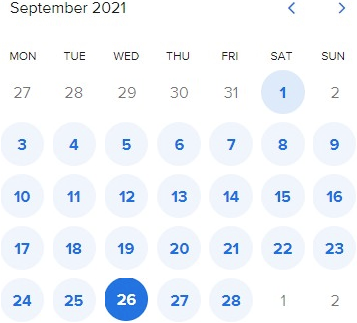 September 2021
MON TUE WED THU FRI SAT SUN
27 28 29 30 31 1 2
3 4 5 6 7 8 9
10 11 12 13 14 15 16
17 18 19 20 21 22 23
24 25 26 27 28 1 2